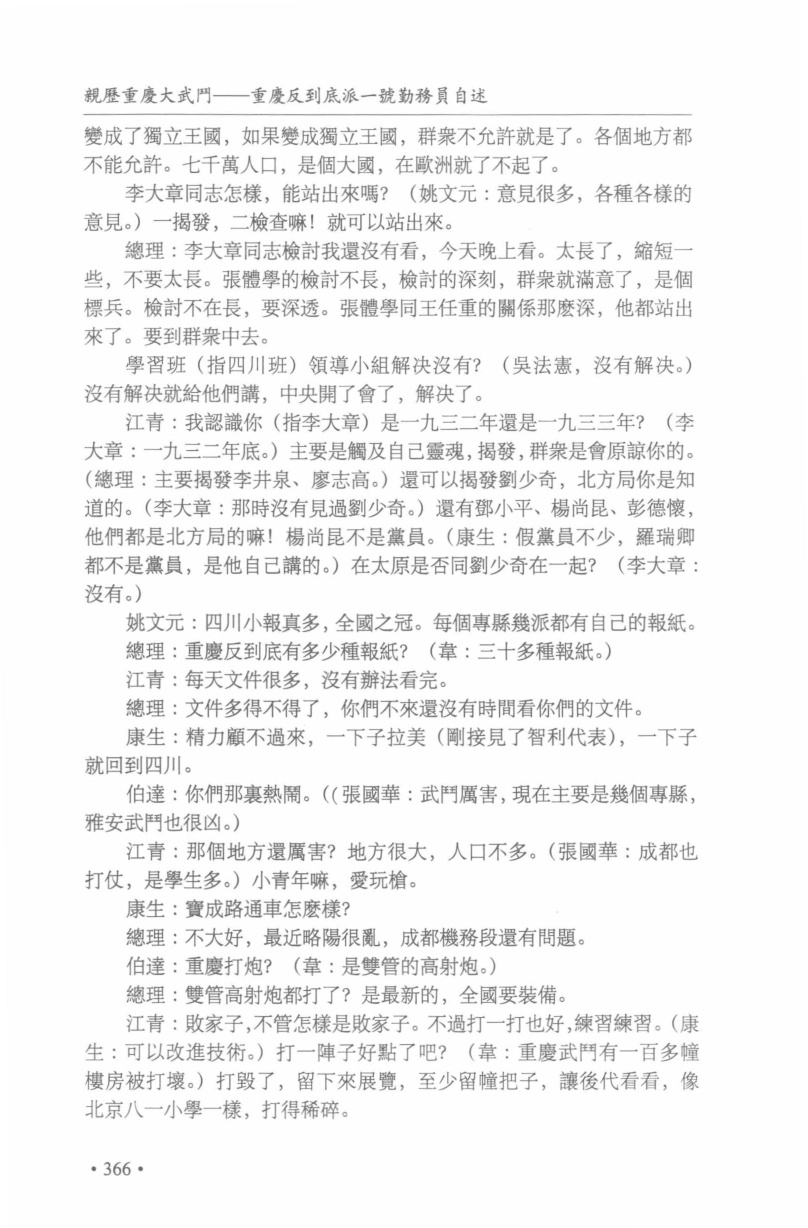 親歷重慶大武鬥——重慶反到底派一號勤務員自述
變成了獨立王國，如果變成獨立王國，群衆不允許就是了。各個地方都
不能允許。七千萬人口，是個大國，在歐洲就了不起了。
李大章同志怎樣，能站出來嗎？（姚文元：意見很多，各種各樣的
意見。）一揭發，二檢查嘛！就可以站出來。
總理：李大章同志檢討我還沒有看，今天晚上看。太長了，縮短一
些，不要太長。張體學的檢討不長，檢討的深刻，群衆就滿意了，是個
標兵。檢討不在長，要深透。張體學同王任重的關係那麽深，他都站出
來了。要到群衆中去。
學習班（指四川班）領導小組解决沒有？（吳法憲，沒有解决。）
沒有解决就給他們講，中央開了會了，解决了。
江青：我認識你（指李大章）是一九三二年還是一九三三年？（李
大章：一九三二年底。）主要是觸及自己靈魂，揭發，群衆是會原諒你的。
（總理：主要揭發李井泉、廖志高。）還可以揭發劉少奇，北方局你是知
道的。（李大章：那時沒有見過劉少奇。）還有鄧小平、楊尚昆、彭德懷，
他們都是北方局的嘛！楊尚昆不是黨員。（康生：假黨員不少，羅瑞卿
都不是黨員，是他自己講的。）在太原是否同劉少奇在一起？（李大章：
沒有。）
姚文元：四川小報真多，全國之冠。每個專縣幾派都有自己的報紙。
總理：重慶反到底有多少種報紙？（韋：三十多種報紙。）
江青：每天文件很多，沒有辦法看完。
總理：文件多得不得了，你們不來還沒有時間看你們的文件。
康生：精力顧不過來，一下子拉美（剛接見了智利代表），一下子
就回到四川。
伯達：你們那裏熱鬧。（（張國華：武鬥厲害，現在主要是幾個專縣，
雅安武鬥也很凶。）
江青：那個地方還厲害？地方很大，人口不多。（張國華：成都也
打仗，是學生多。）小青年嘛，愛玩槍。
康生：寶成路通車怎麽樣？
總理：不大好，最近略陽很亂，成都機務段還有問題。
伯達：重慶打炮？（韋：是雙管的高射炮。）
總理：雙管高射炮都打了？是最新的，全國要裝備。
江青：敗家子，不管怎樣是敗家子。不過打一打也好，練習練習。（康
生：可以改進技術。）打一陣子好點了吧？（韋：重慶武鬥有一百多幢
樓房被打壞。）打毀了，留下來展覽，至少留幢把子，讓後代看看，像
北京八一小學一樣，打得稀碎。
• 366 •